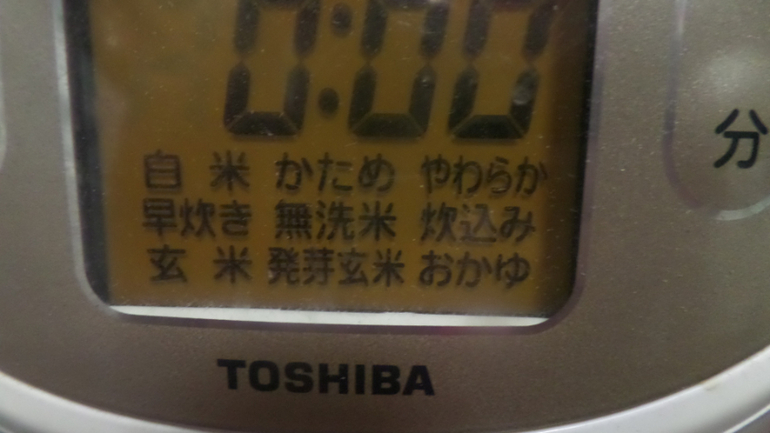 0:00
分
白米 かため やわらか
早炊き 無洗米 炊込み
玄米 発芽玄米 おかゆ
TOSHIBA